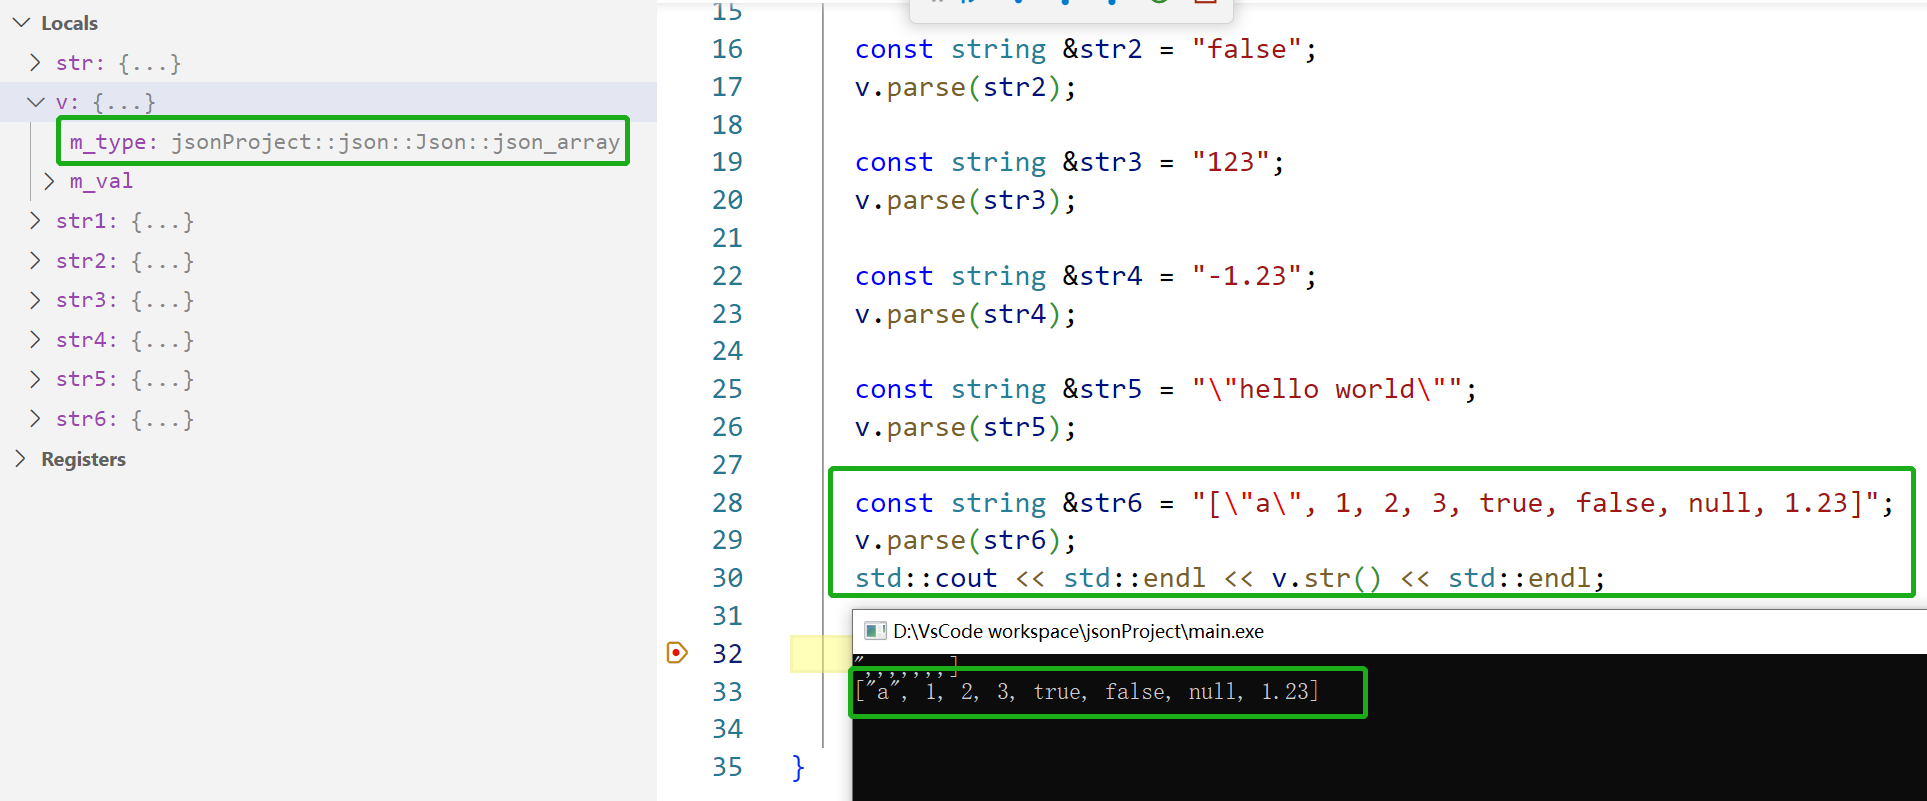 Locals
str: {...}
v: {...}
m_type: jsonProject::json::Json::json_array
m_val
str1: {...}
str2: {...}
str3: {...}
str4: {...}
str5: {...}
str6: {...}
Registers
15
16 const string &str2 = "false";
17 v.parse(str2);
18
19 const string &str3 = "123";
20 v.parse(str3);
21
22 const string &str4 = "-1.23";
23 v.parse(str4);
24
25 const string &str5 = "\"hello world\"";
26 v.parse(str5);
27
28 const string &str6 = "[\"a\", 1, 2, 3, true, false, null, 1.23]";
29 v.parse(str6);
30 std::cout << std::endl << v.str() << std::endl;
31
32
33
34
35 }
D:\VsCode workspace\jsonProject\main.exe
",,,,,,,]
["a", 1, 2, 3, true, false, null, 1.23]